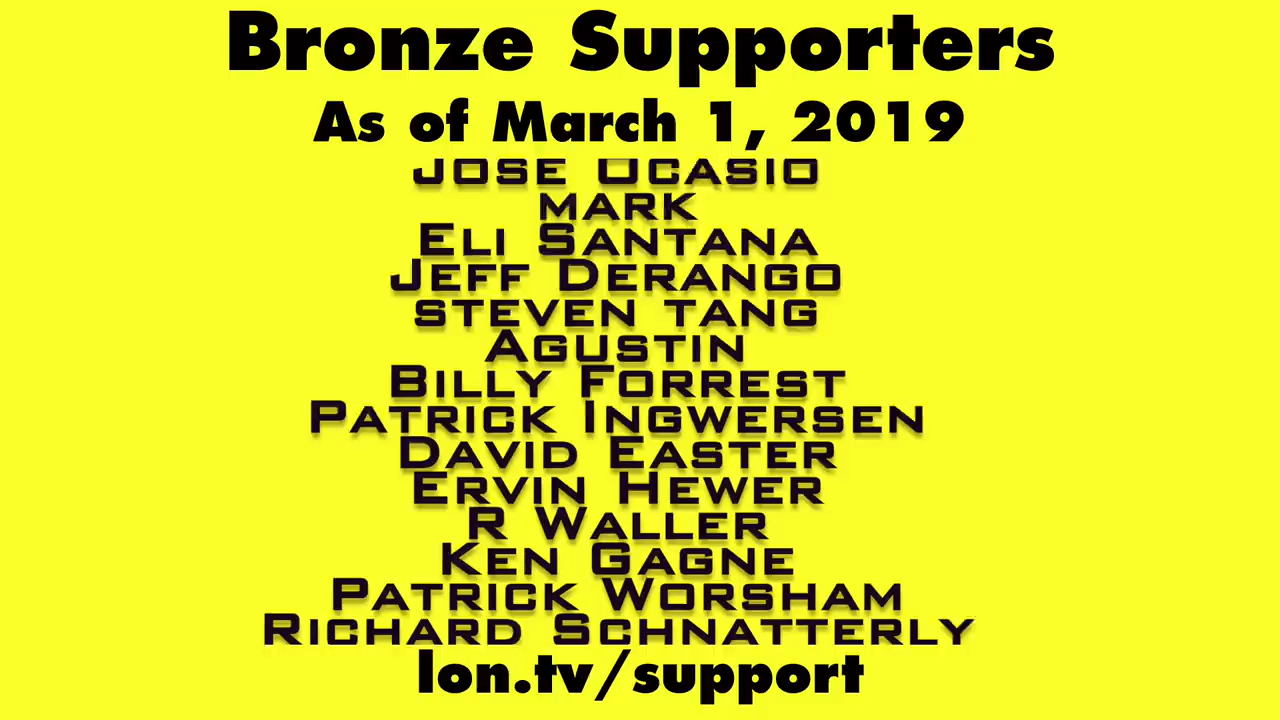 Bronze Supporters
As of March 1, 2019
Jose Ocasio
mark
Eli Santana
Jeff Derango
steven tang
Agustin
Billy Forrest
Patrick Ingwersen
David Easter
Ervin Hewer
R Waller
Ken Gagne
Patrick Worsham
Richard Schnatterly
lon.tv/support